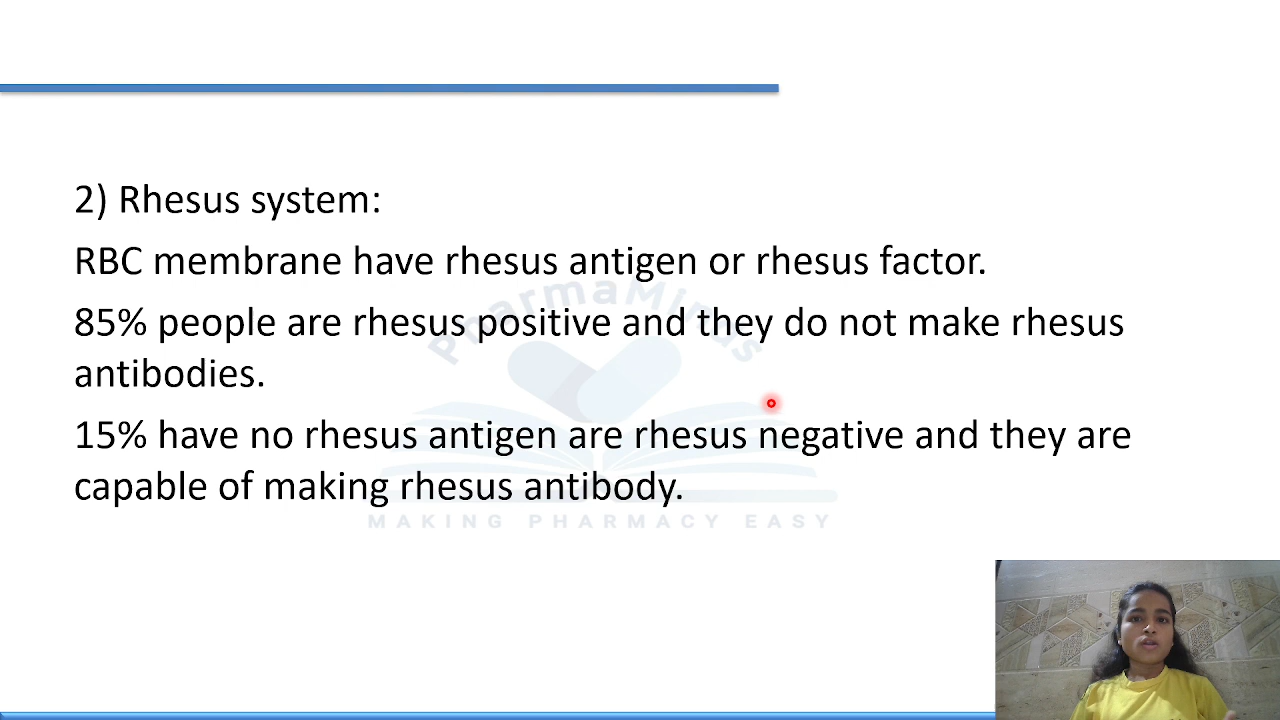 2) Rhesus system:
RBC membrane have rhesus antigen or rhesus factor.
PharmaMinds
85% people are rhesus positive and they do not make rhesus
antibodies.
15% have no rhesus antigen are rhesus negative and they are
capable of making rhesus antibody.
MAKING PHARMACY EASY